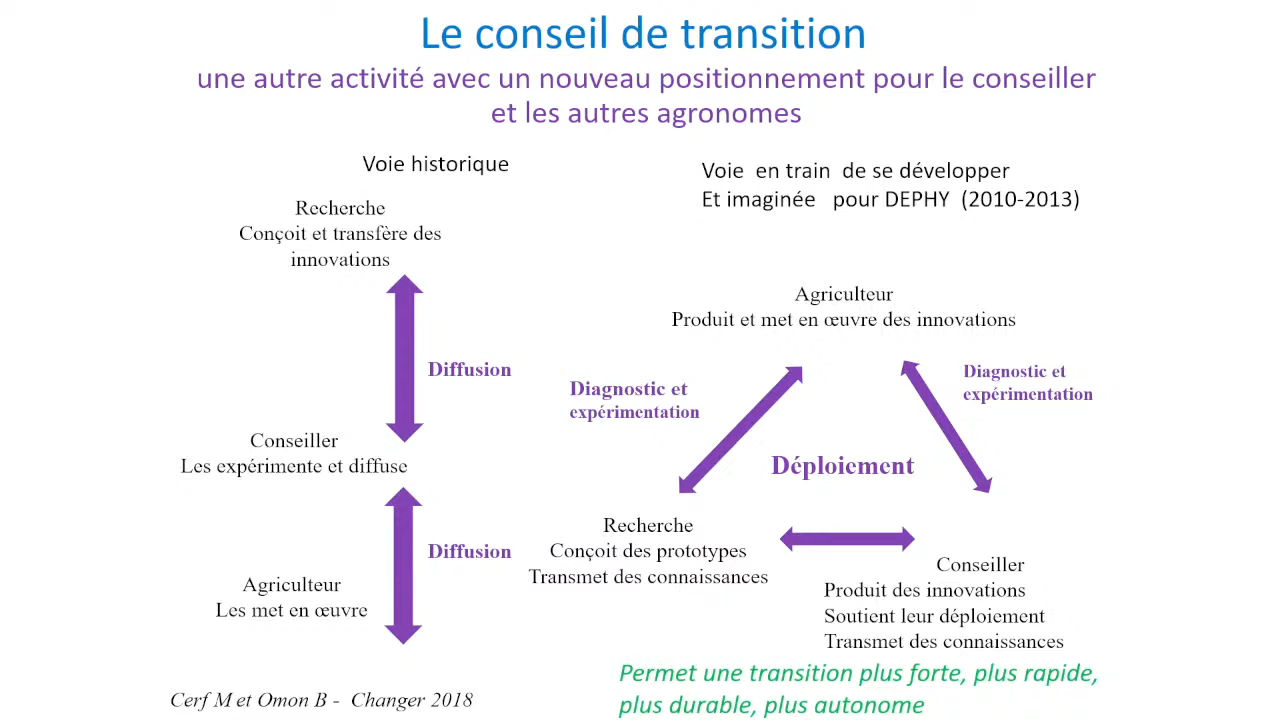 Le conseil de transition
une autre activité avec un nouveau positionnement pour le conseiller
et les autres agronomes
Voie historique
Recherche
Conçoit et transfère des
innovations
Diffusion
Conseiller
Les expérimente et diffuse
Diffusion
Agriculteur
Les met en œuvre
Cerf M et Omon B - Changer 2018
Voie en train de se développer
Et imaginée pour DEPHY (2010-2013)
Agriculteur
Produit et met en œuvre des innovations
Diagnostic et
expérimentation
Diagnostic et
expérimentation
Déploiement
Recherche
Conçoit des prototypes
Transmet des connaissances
Conseiller
Produit des innovations
Soutient leur déploiement
Transmet des connaissances
Permet une transition plus forte, plus rapide,
plus durable, plus autonome